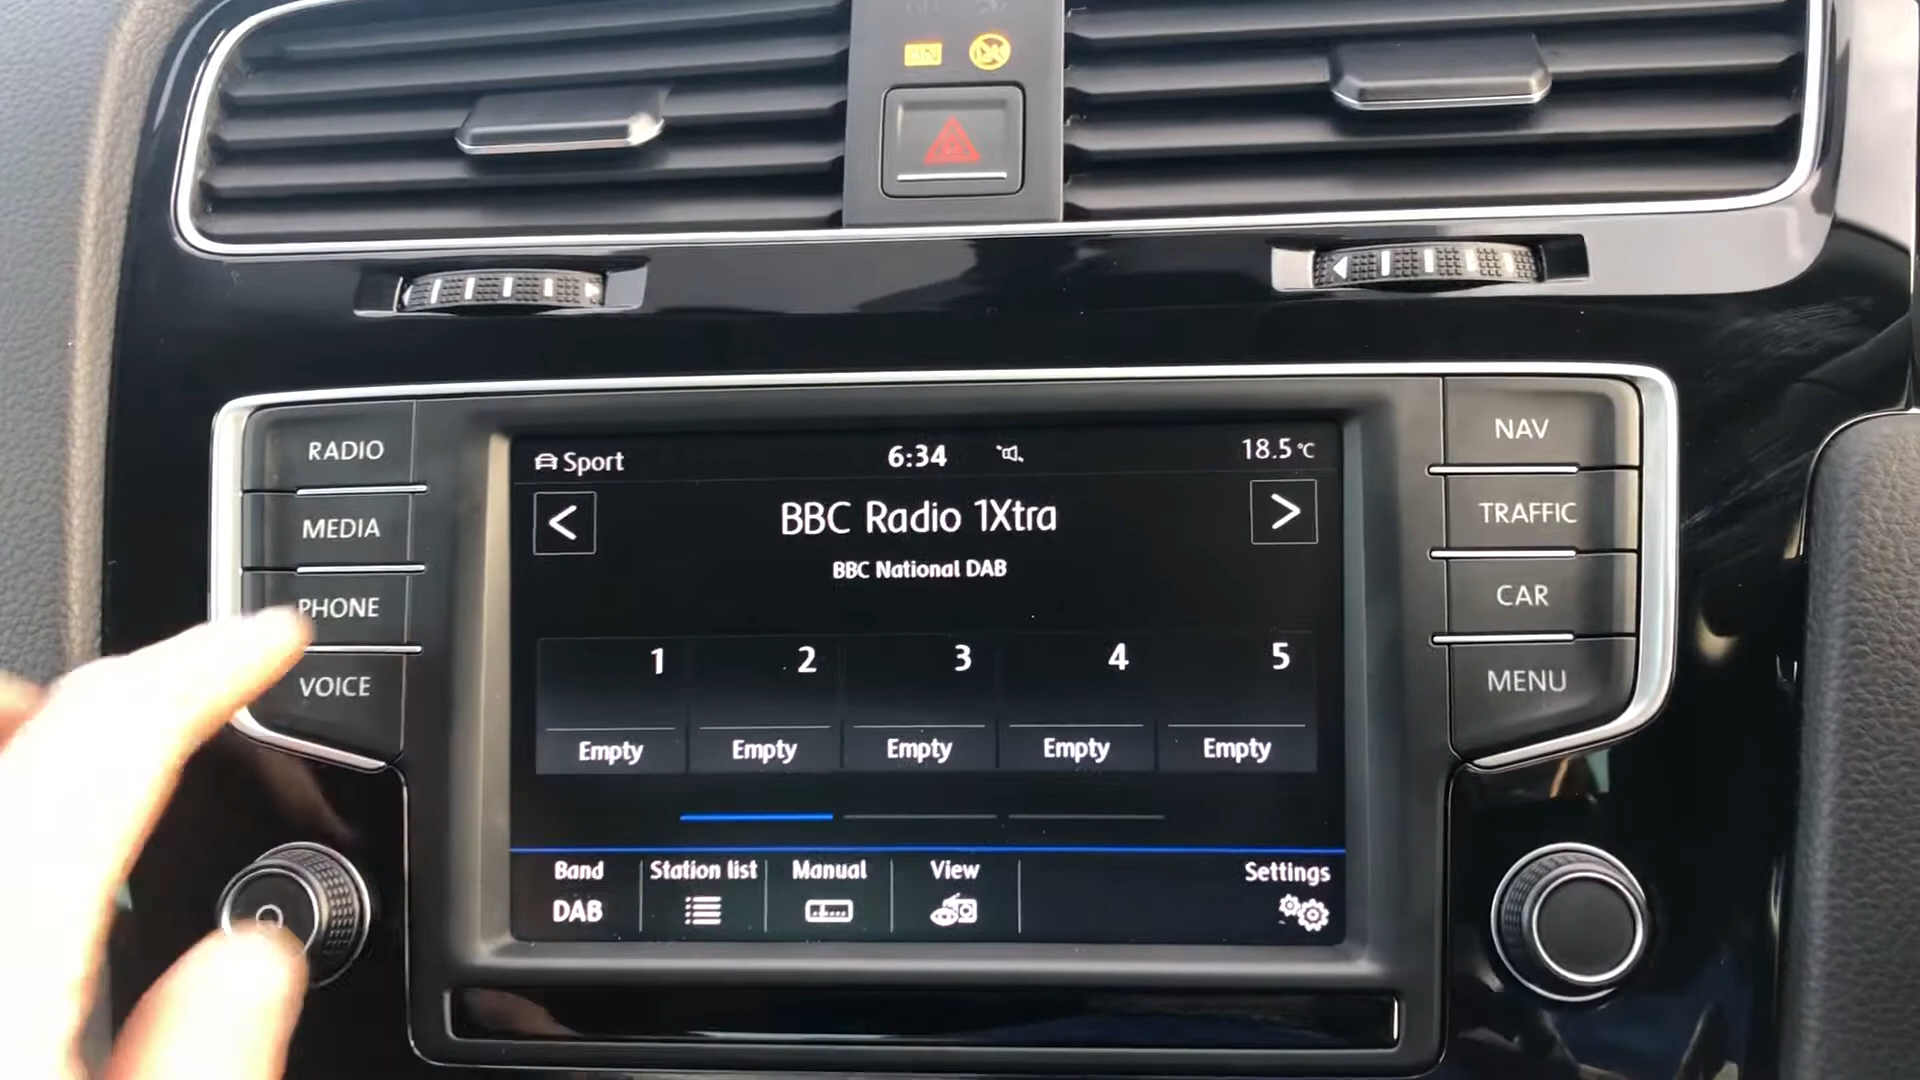 RADIO
MEDIA
PHONE
VOICE
Sport
6:34
18.5 °C
<
BBC Radio 1Xtra
>
BBC National DAB
1
2
3
4
5
Empty
Empty
Empty
Empty
Empty
Band
DAB
Station list
Manual
View
Settings
NAV
TRAFFIC
CAR
MENU